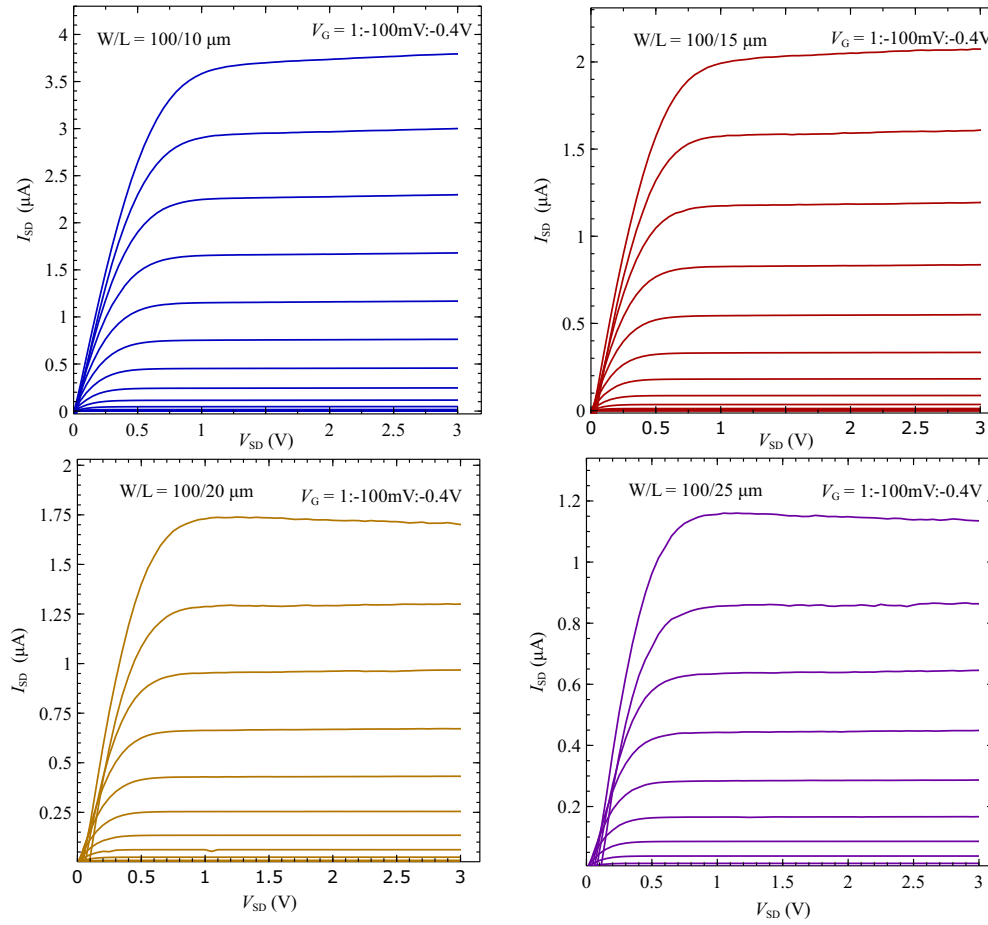 W/L = 100/10 μm
V_G = 1:-100mV:-0.4V
I_SD (μA)
4
3.5
3
2.5
2
1.5
1
0.5
0
0 0.5 1 1.5 2 2.5 3
V_SD (V)
W/L = 100/15 μm
V_G = 1:-100mV:-0.4V
I_SD (μA)
2
1.5
1
0.5
0
0 0.5 1 1.5 2 2.5 3
V_SD (V)
W/L = 100/20 μm
V_G = 1:-100mV:-0.4V
I_SD (μA)
2
1.75
1.5
1.25
1
0.75
0.5
0.25
0 0.5 1 1.5 2 2.5 3
V_SD (V)
W/L = 100/25 μm
V_G = 1:-100mV:-0.4V
I_SD (μA)
1.2
1
0.8
0.6
0.4
0.2
0 0.5 1 1.5 2 2.5 3
V_SD (V)